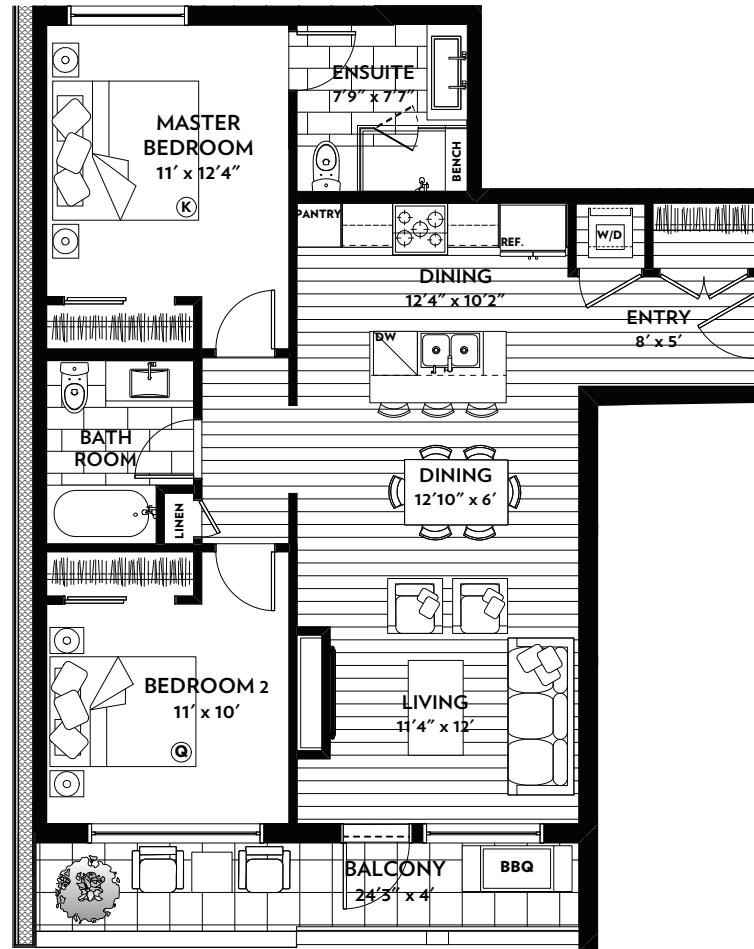 ENSUITE
7'9" x 7'7"
MASTER
BEDROOM
11' x 12'4"
K
BENCH
PANTRY
REF.
W/D
DINING
12'4" x 10'2"
ENTRY
8' x 5'
DW
BATH
ROOM
DINING
12'10" x 6'
LINEN
BEDROOM 2
11' x 10'
Q
LIVING
11'4" x 12'
BALCONY
24'3" x 4'
BBQ